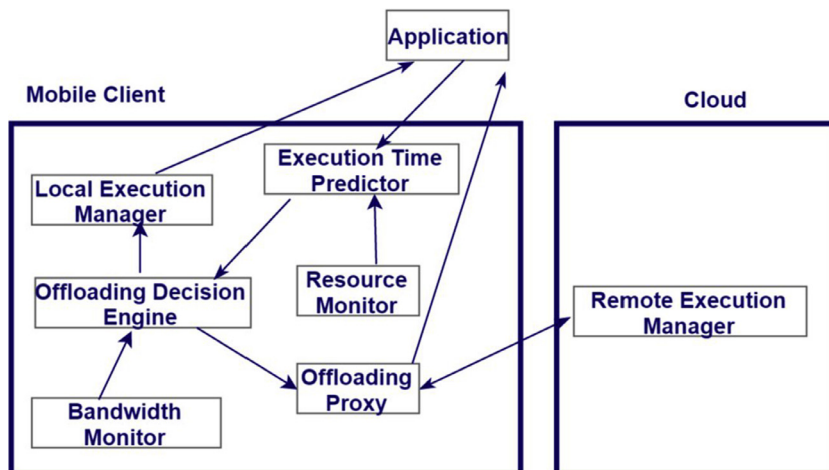 Application
Mobile Client
Cloud
Execution Time
Predictor
Local Execution
Manager
Resource
Monitor
Offloading Decision
Engine
Remote Execution
Manager
Offloading
Proxy
Bandwidth
Monitor